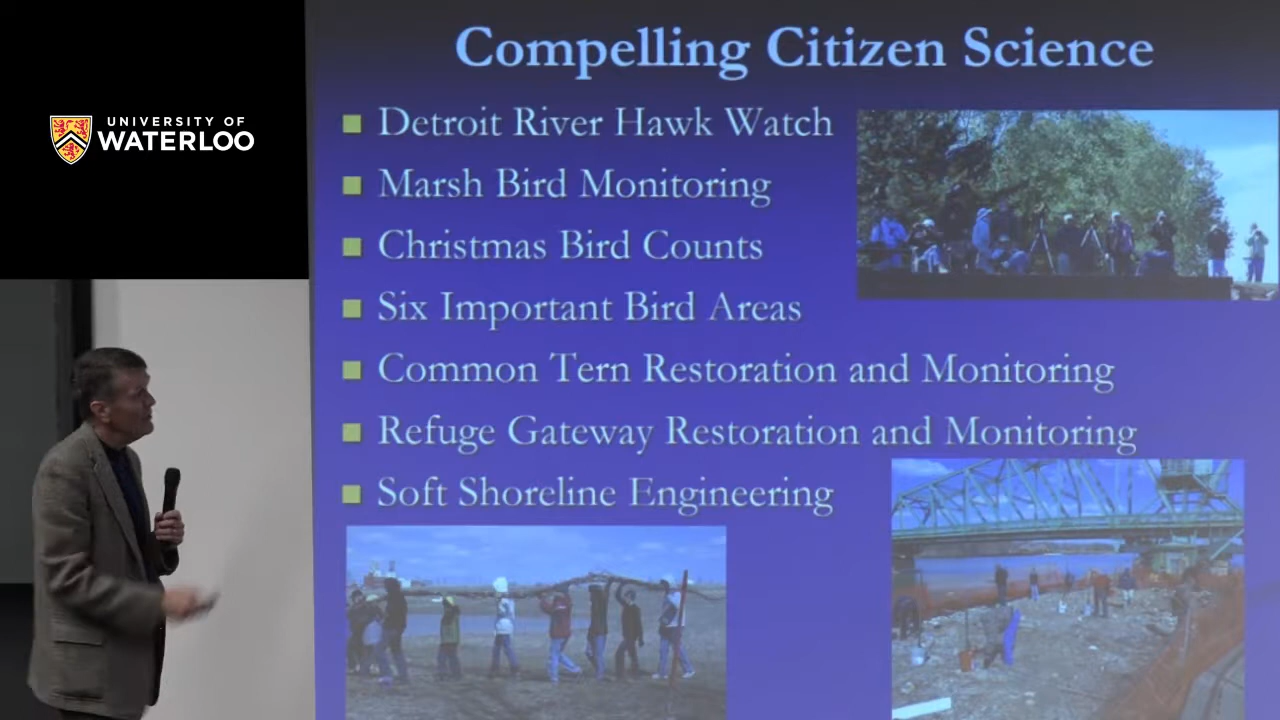 UNIVERSITY OF
WATERLOO
Compelling Citizen Science
Detroit River Hawk Watch
Marsh Bird Monitoring
Christmas Bird Counts
Six Important Bird Areas
Common Tern Restoration and Monitoring
Refuge Gateway Restoration and Monitoring
Soft Shoreline Engineering